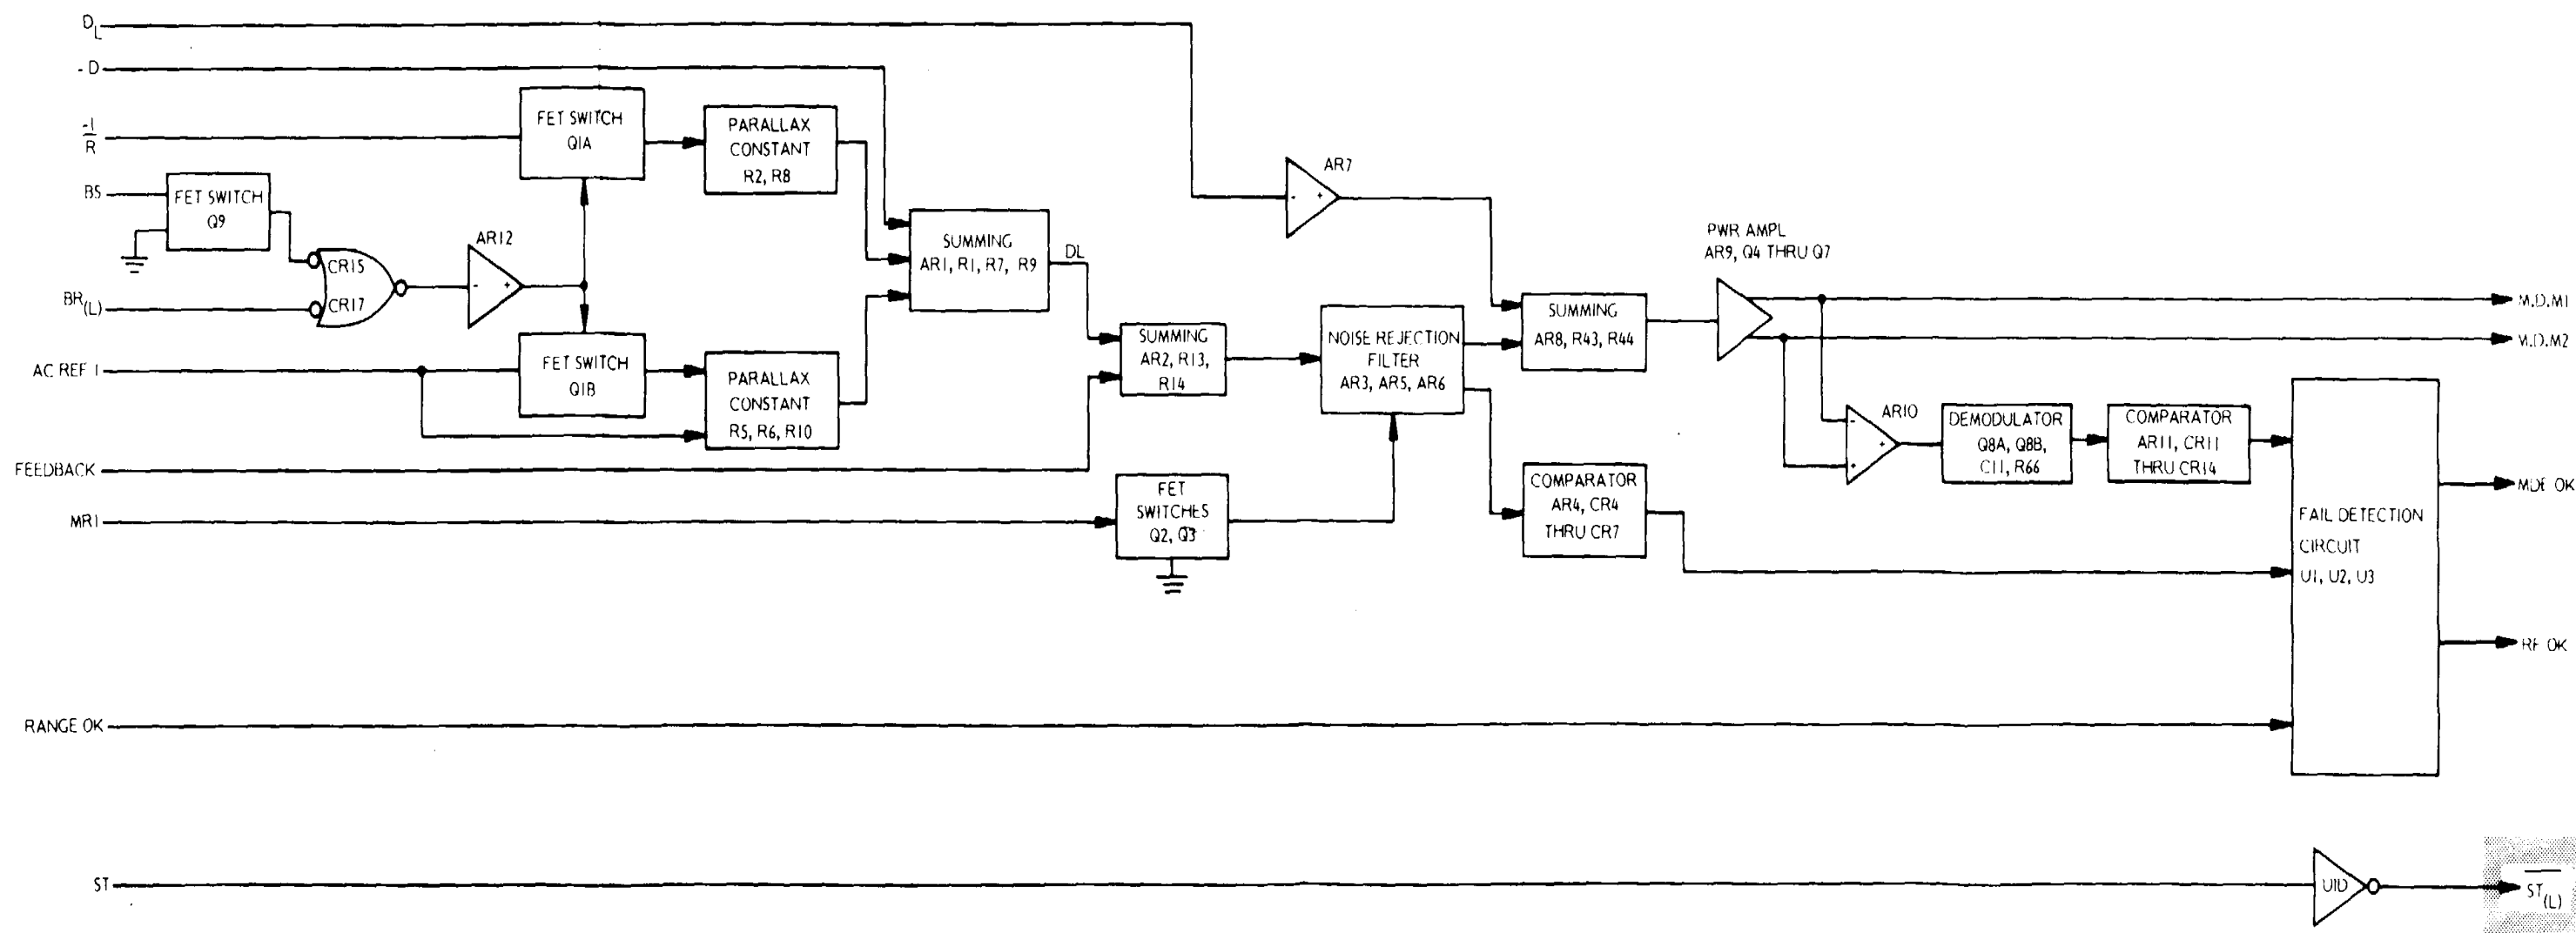 D
L
-D
-1
R
BS
BR(L)
AC REF 1
FEEDBACK
MR1
RANGE OK
ST
FET SWITCH
Q9
CR15
CR17
AR12
FET SWITCH
Q1A
FET SWITCH
Q1B
PARALLAX
CONSTANT
R2, R8
PARALLAX
CONSTANT
R5, R6, R10
SUMMING
AR1, R1, R7, R9
DL
SUMMING
AR2, R13,
R14
FET
SWITCHES
Q2, Q3
AR7
- +
NOISE REJECTION
FILTER
AR3, AR5, AR6
SUMMING
AR8, R43, R44
COMPARATOR
AR4, CR4
THRU CR7
PWR AMPL
AR9, Q4 THRU Q7
AR10
DEMODULATOR
Q8A, Q8B,
C11, R66
COMPARATOR
AR11, CR11
THRU CR14
FAIL DETECTION
CIRCUIT
U1, U2, U3
M.D.M1
M.D.M2
MDE OK
RF OK
U1D
ST(L)